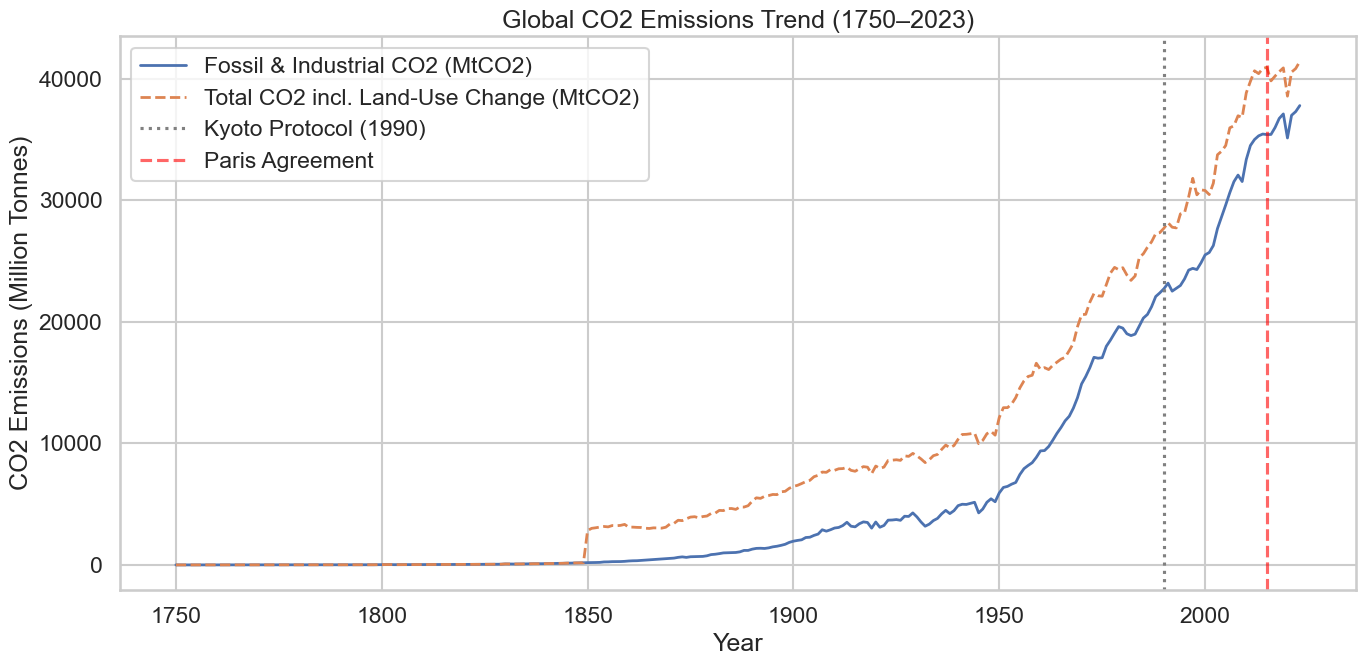 Global CO2 Emissions Trend (1750–2023)
Fossil & Industrial CO2 (MtCO2)
Total CO2 incl. Land-Use Change (MtCO2)
Kyoto Protocol (1990)
Paris Agreement
CO2 Emissions (Million Tonnes)
40000
30000
20000
10000
0
1750 1800 1850 1900 1950 2000
Year